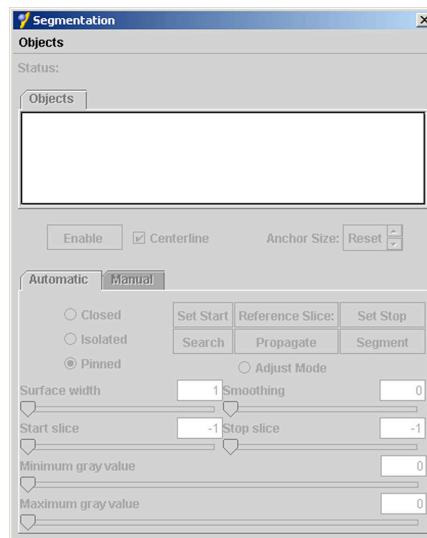 Segmentation
Objects
Status:
Objects
Enable Centerline Anchor Size: Reset
Automatic Manual
Closed Set Start Reference Slice: Set Stop
Isolated Search Propagate Segment
Pinned Adjust Mode
Surface width 1 Smoothing 0
Start slice -1 Stop slice -1
Minimum gray value 0
Maximum gray value 0